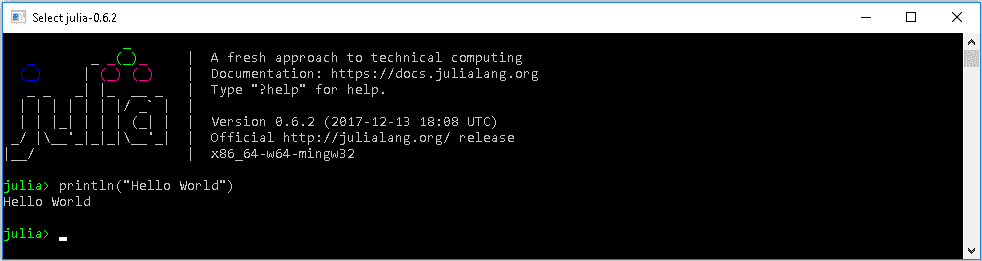 Select julia-0.6.2
A fresh approach to technical computing
Documentation: https://docs.julialang.org
Type "?help" for help.
Version 0.6.2 (2017-12-13 18:08 UTC)
Official http://julialang.org/ release
x86_64-w64-mingw32
julia> println("Hello World")
Hello World
julia>